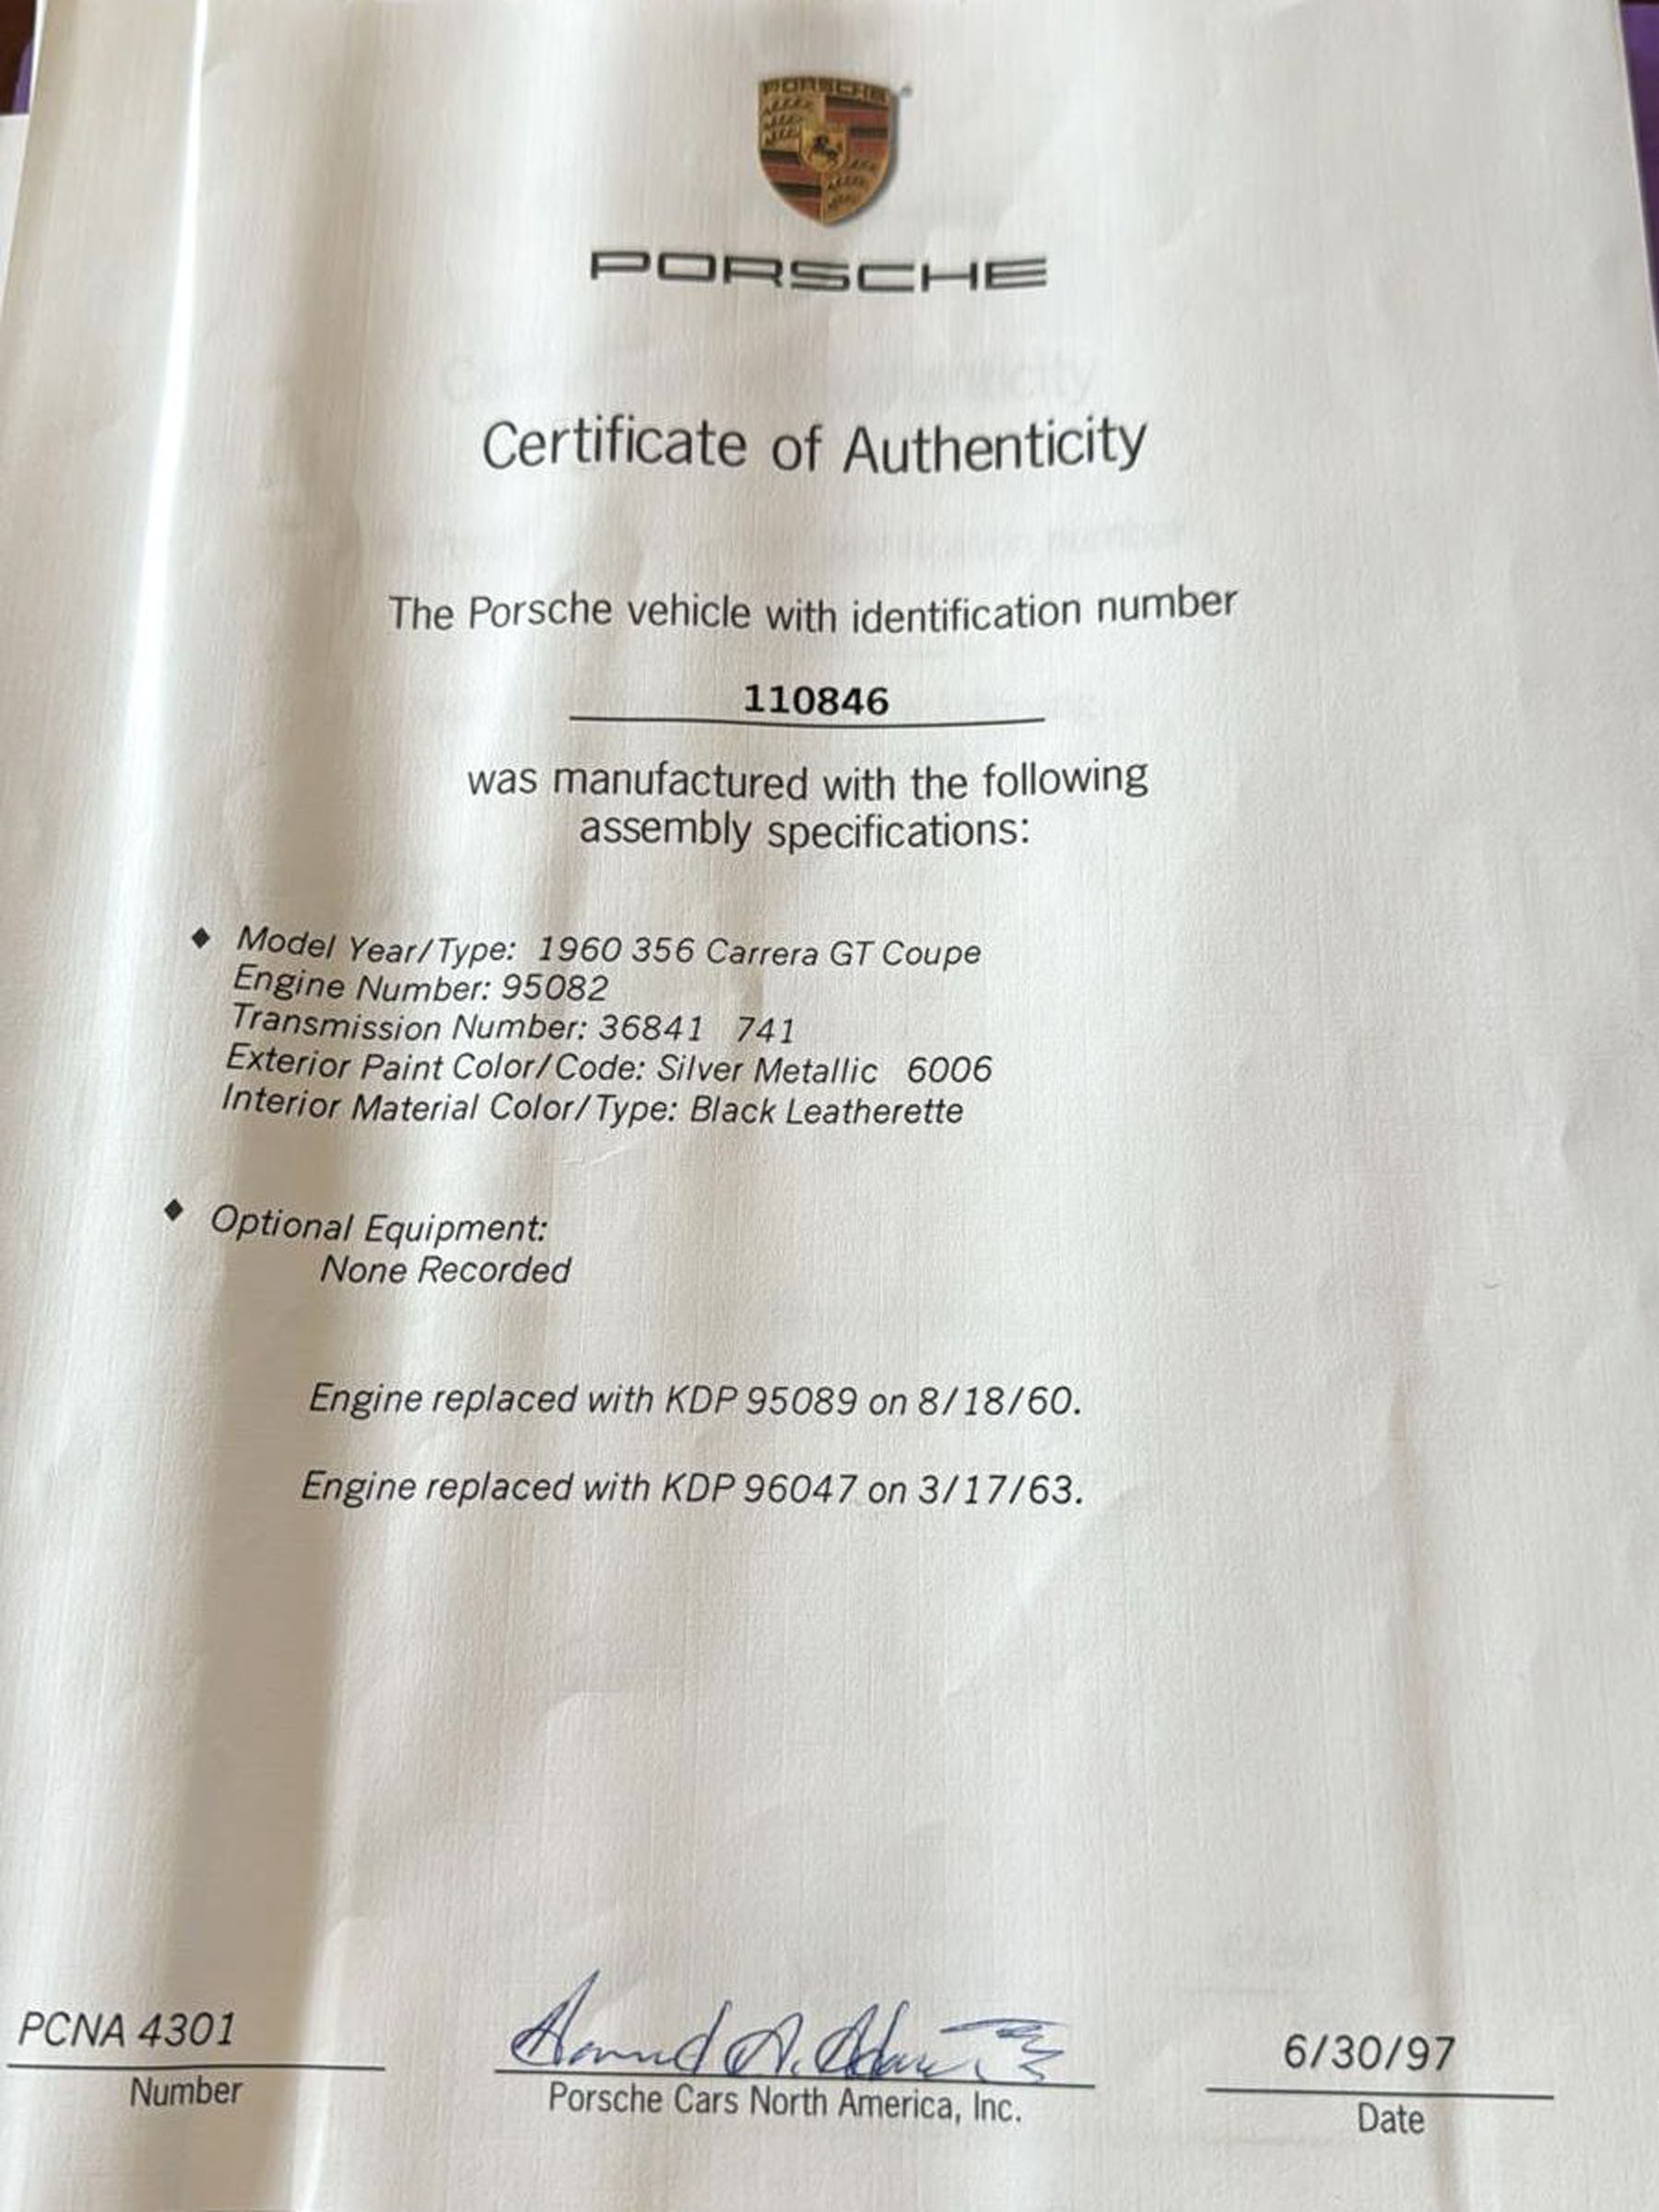 PORSCHE
PORSCHE
Certificate of Authenticity
The Porsche vehicle with identification number
110846
was manufactured with the following
assembly specifications:
♦ Model Year/Type: 1960 356 Carrera GT Coupe
Engine Number: 95082
Transmission Number: 36841 741
Exterior Paint Color/Code: Silver Metallic 6006
Interior Material Color/Type: Black Leatherette
♦ Optional Equipment:
None Recorded
Engine replaced with KDP 95089 on 8/18/60.
Engine replaced with KDP 96047 on 3/17/63.
PCNA 4301
Number
Porsche Cars North America, Inc.
6/30/97
Date